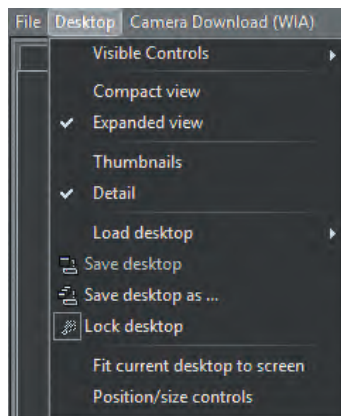 File Desktop Camera Download (WIA)
Visible Controls
Compact view
Expanded view
Thumbnails
Detail
Load desktop
Save desktop
Save desktop as ...
Lock desktop
Fit current desktop to screen
Position/size controls